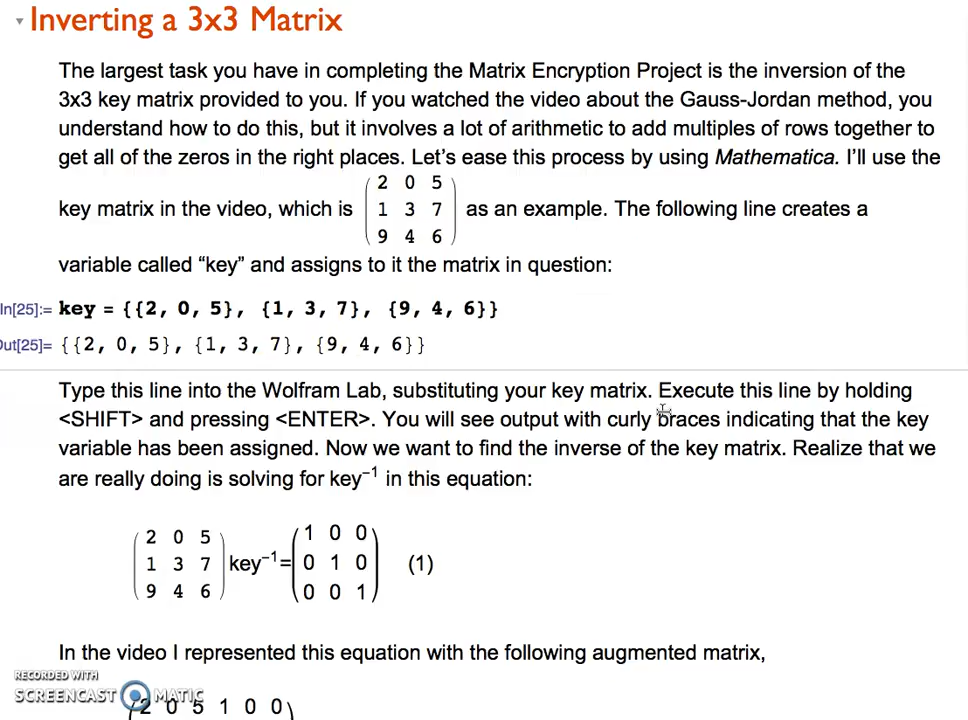 Inverting a 3x3 Matrix
The largest task you have in completing the Matrix Encryption Project is the inversion of the
3x3 key matrix provided to you. If you watched the video about the Gauss-Jordan method, you
understand how to do this, but it involves a lot of arithmetic to add multiples of rows together to
get all of the zeros in the right places. Let's ease this process by using Mathematica. I'll use the
2 0 5
key matrix in the video, which is 1 3 7 as an example. The following line creates a
9 4 6
variable called "key" and assigns to it the matrix in question:
In[25]:= key = {{2, 0, 5}, {1, 3, 7}, {9, 4, 6}}
Out[25]= {{2, 0, 5}, {1, 3, 7}, {9, 4, 6}}
Type this line into the Wolfram Lab, substituting your key matrix. Execute this line by holding
<SHIFT> and pressing <ENTER>. You will see output with curly braces indicating that the key
variable has been assigned. Now we want to find the inverse of the key matrix. Realize that we
are really doing is solving for key⁻¹ in this equation:
2 0 5 1 0 0
1 3 7 key⁻¹= 0 1 0 (1)
9 4 6 0 0 1
In the video I represented this equation with the following augmented matrix,
RECORDED WITH
SCREENCAST MATIC
2 0 5 1 0 0